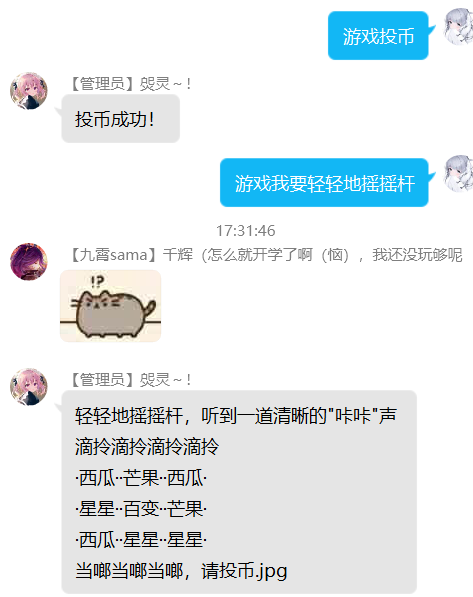 游戏投币
【管理员】煛灵～!
投币成功！
游戏我要轻轻地摇摇杆
17:31:46
【九霄sama】千辉（怎么就开学了啊（恼），我还没玩够呢
!?
【管理员】煛灵～!
轻轻地摇摇杆，听到一道清晰的"咔咔"声
滴拎滴拎滴拎滴拎
·西瓜··芒果··西瓜·
·星星··百变··芒果·
·西瓜··星星··星星·
当啷当啷当啷，请投币.jpg